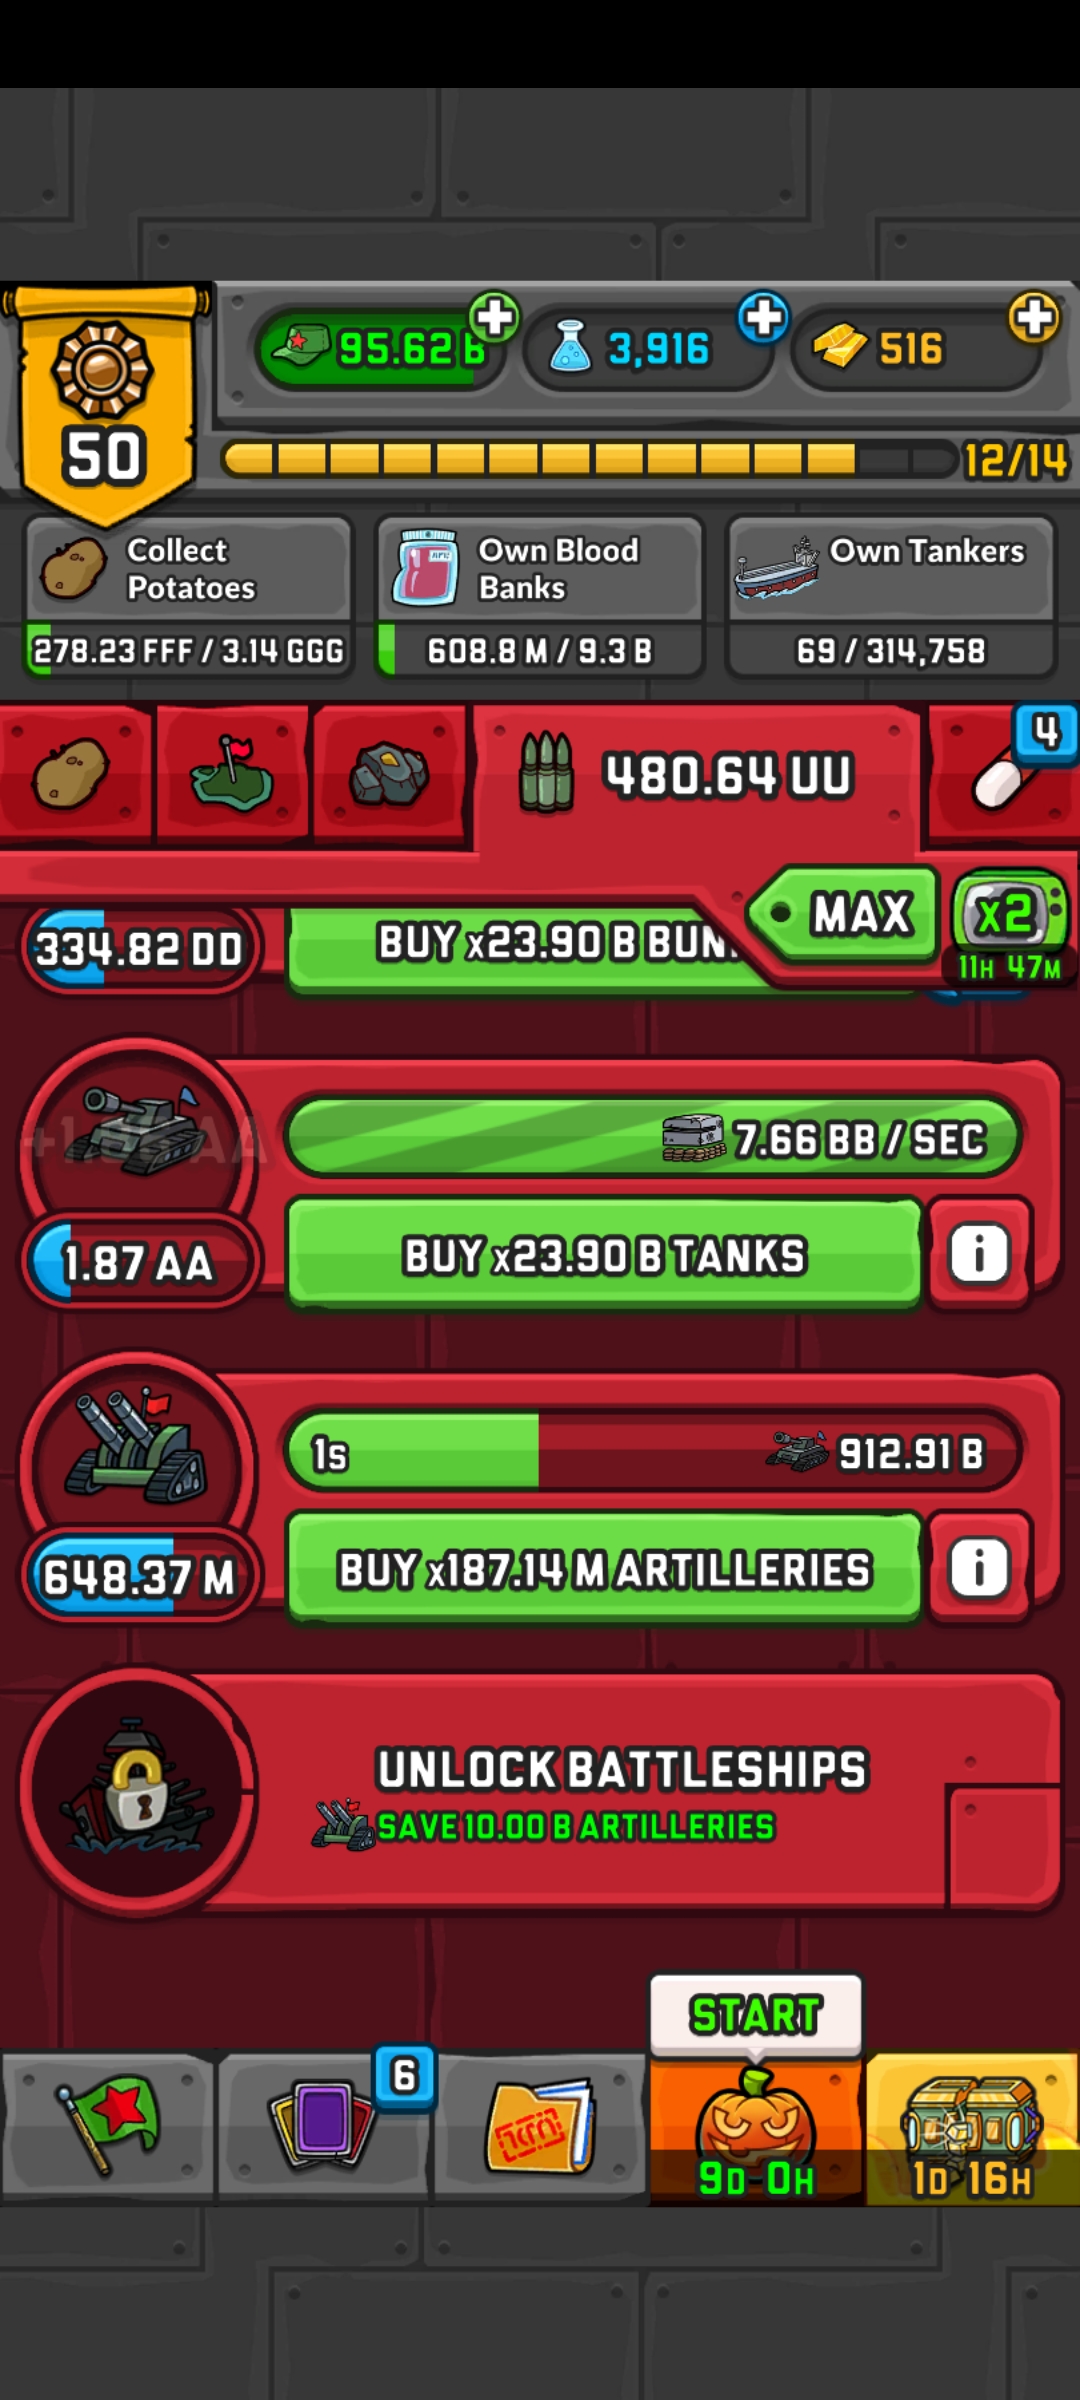 95.62 B
3,916
516
50
12/14
Collect
Potatoes
278.23 FFF / 3.14 GGG
Own Blood
Banks
608.8 M / 9.3 B
Own Tankers
69 / 314,758
480.64 UU
4
MAX
x2
11H 47M
334.82 DD
BUY x23.90 B BUN
7.66 BB / SEC
1.87 AA
BUY x23.90 B TANKS
i
1s
912.91 B
648.37 M
BUY x187.14 M ARTILLERIES
i
UNLOCK BATTLESHIPS
SAVE 10.00 B ARTILLERIES
START
6
9D 0H
1D 16H